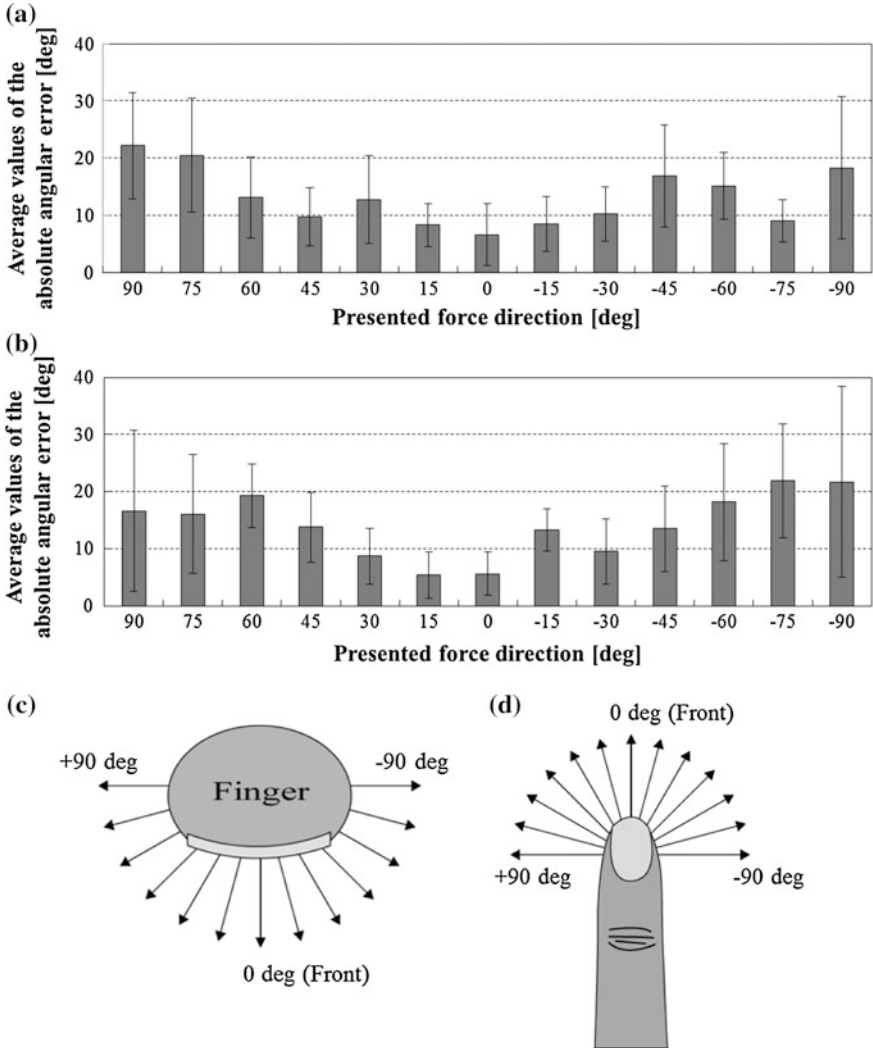 (a)
Average values of the
absolute angular error [deg]
40
30
20
10
0
90 75 60 45 30 15 0 -15 -30 -45 -60 -75 -90
Presented force direction [deg]
(b)
Average values of the
absolute angular error [deg]
40
30
20
10
0
90 75 60 45 30 15 0 -15 -30 -45 -60 -75 -90
Presented force direction [deg]
(c)
+90 deg
-90 deg
Finger
0 deg (Front)
(d)
0 deg (Front)
+90 deg
-90 deg